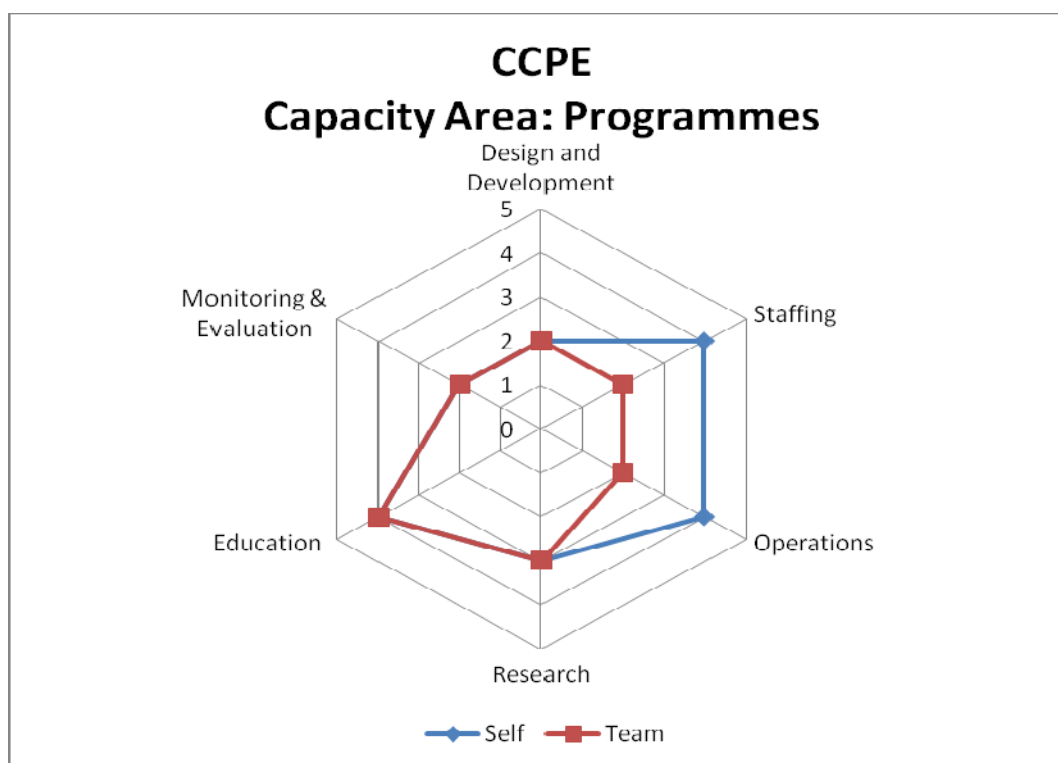 CCPE
Capacity Area: Programmes
Design and
Development
5
4
3
2
1
0
Monitoring &
Evaluation
Staffing
Education
Operations
Research
Self
Team